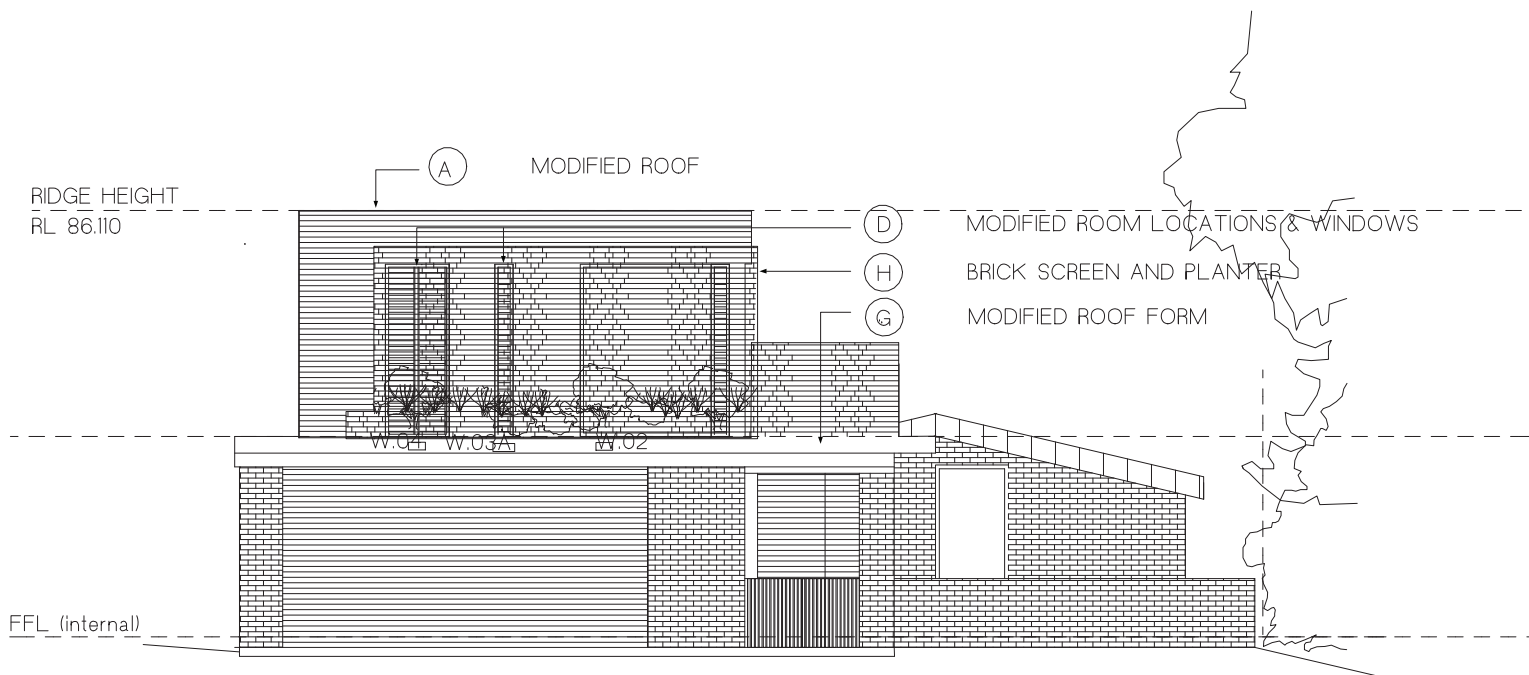 A MODIFIED ROOF
RIDGE HEIGHT
RL 86.110
D MODIFIED ROOM LOCATIONS & WINDOWS
H BRICK SCREEN AND PLANTER
G MODIFIED ROOF FORM
W.04 W.03A W.02
FFL (internal)